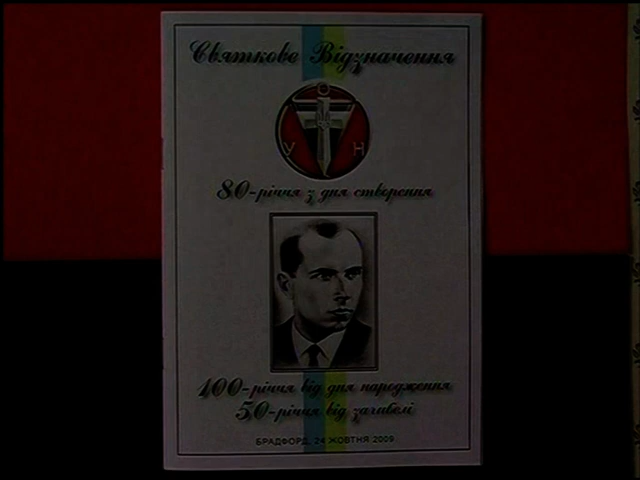 Святкове Відзначення
О
У Н
80-річчя з дня створення
100-річчя від дня народження
50-річчя від загибелі
БРАДФОРД, 24 ЖОВТНЯ 2009